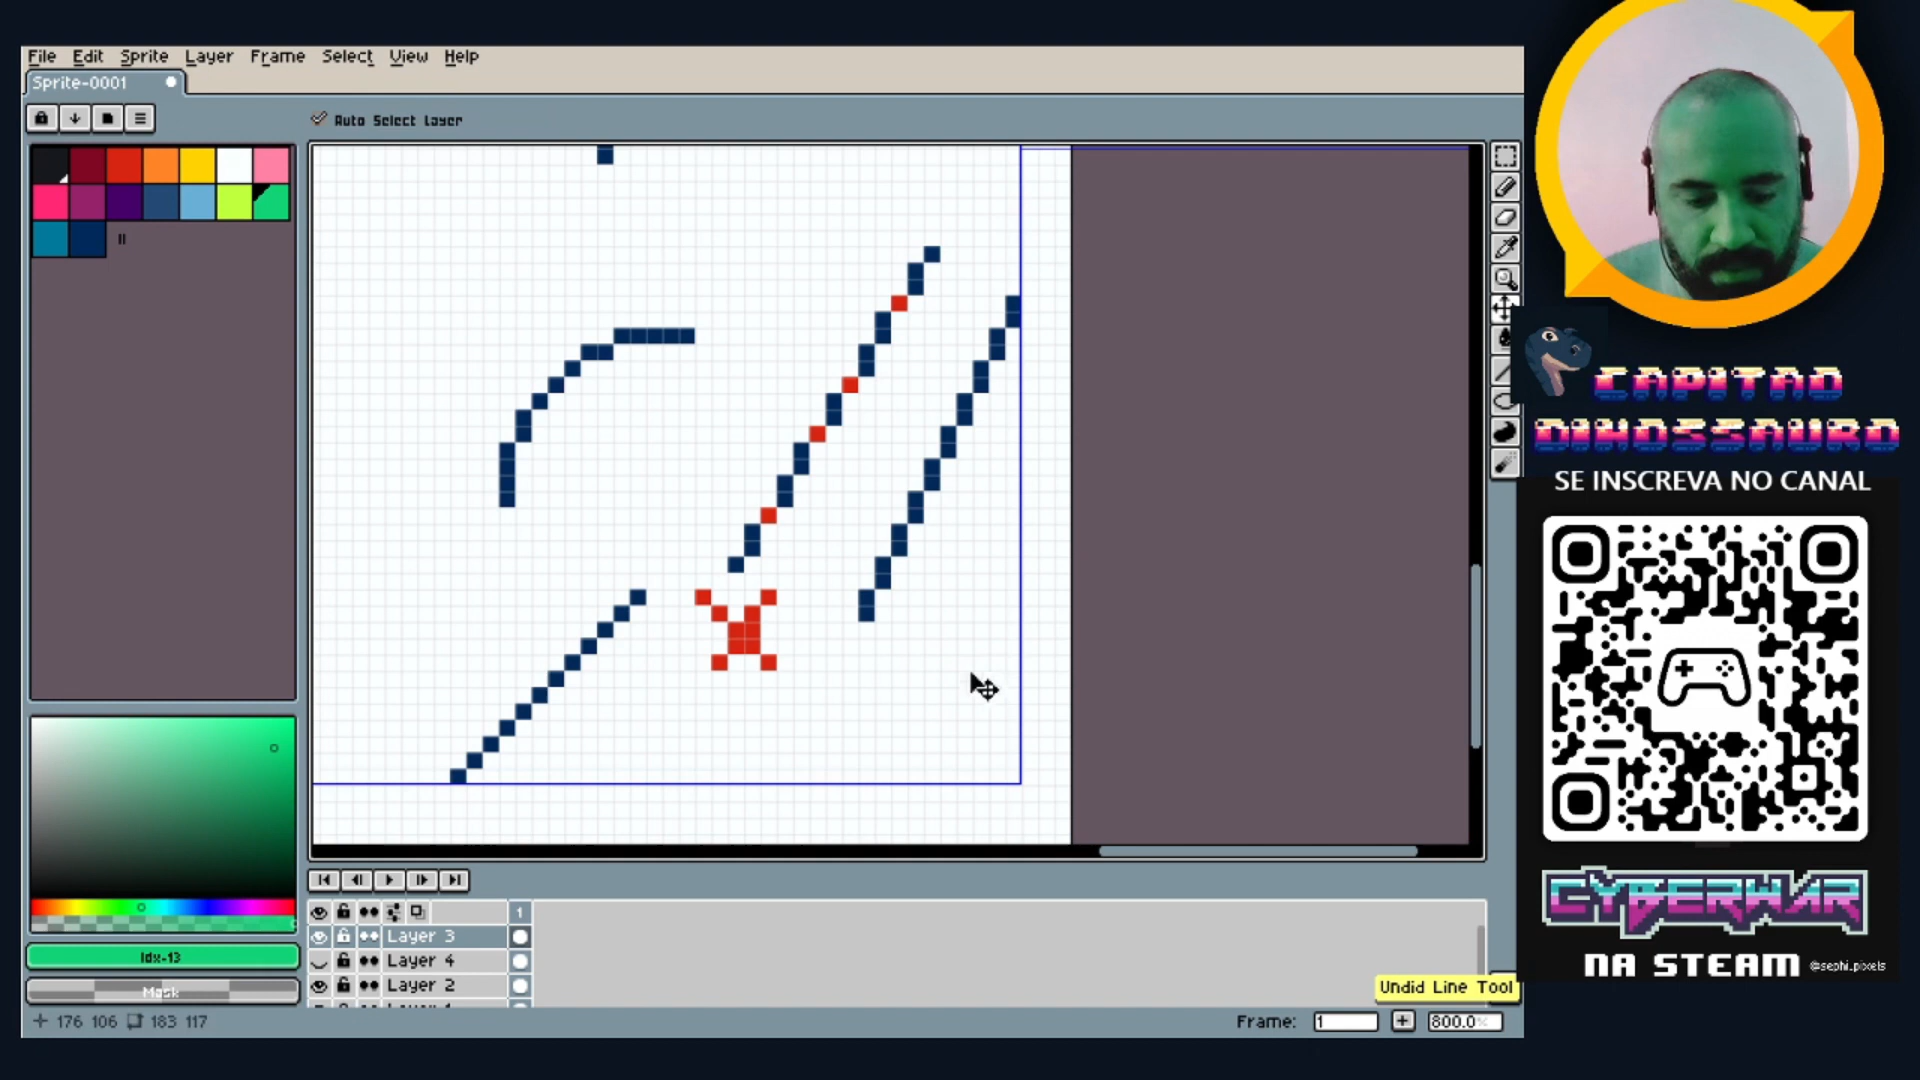 File Edit Sprite Layer Frame Select View Help
Sprite-0001
Auto Select Layer
CAPITAO
DINOSSAURO
SE INSCREVA NO CANAL
CYBERWAR
NA STEAM @sephi_pixels
1
Layer 3
Layer 4
Layer 2
Idx-13
Mask
Undid Line Tool
176 106 183 117
Frame: 1 800.0